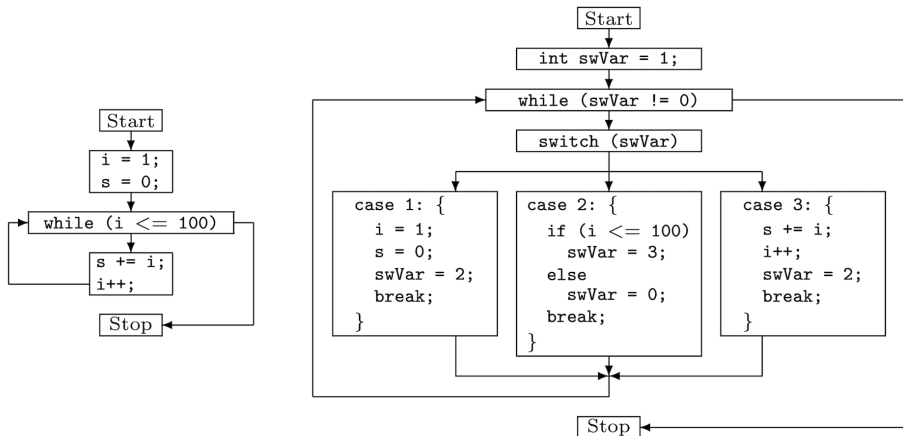 Start
i = 1;
s = 0;
while (i <= 100)
s += i;
i++;
Stop
Start
int swVar = 1;
while (swVar != 0)
switch (swVar)
case 1: {
i = 1;
s = 0;
swVar = 2;
break;
}
case 2: {
if (i <= 100)
swVar = 3;
else
swVar = 0;
break;
}
case 3: {
s += i;
i++;
swVar = 2;
break;
}
Stop